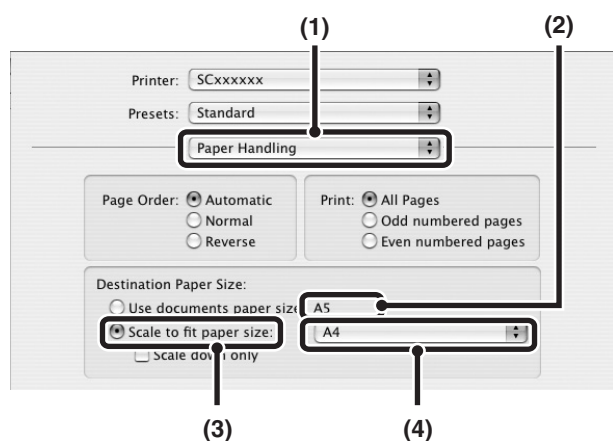 (1) (2)
Printer: SCxxxxxx
Presets: Standard
Paper Handling
Page Order: Automatic Print: All Pages
Normal Odd numbered pages
Reverse Even numbered pages
Destination Paper Size:
Use documents paper size: A5
Scale to fit paper size: A4
Scale down only
(3) (4)